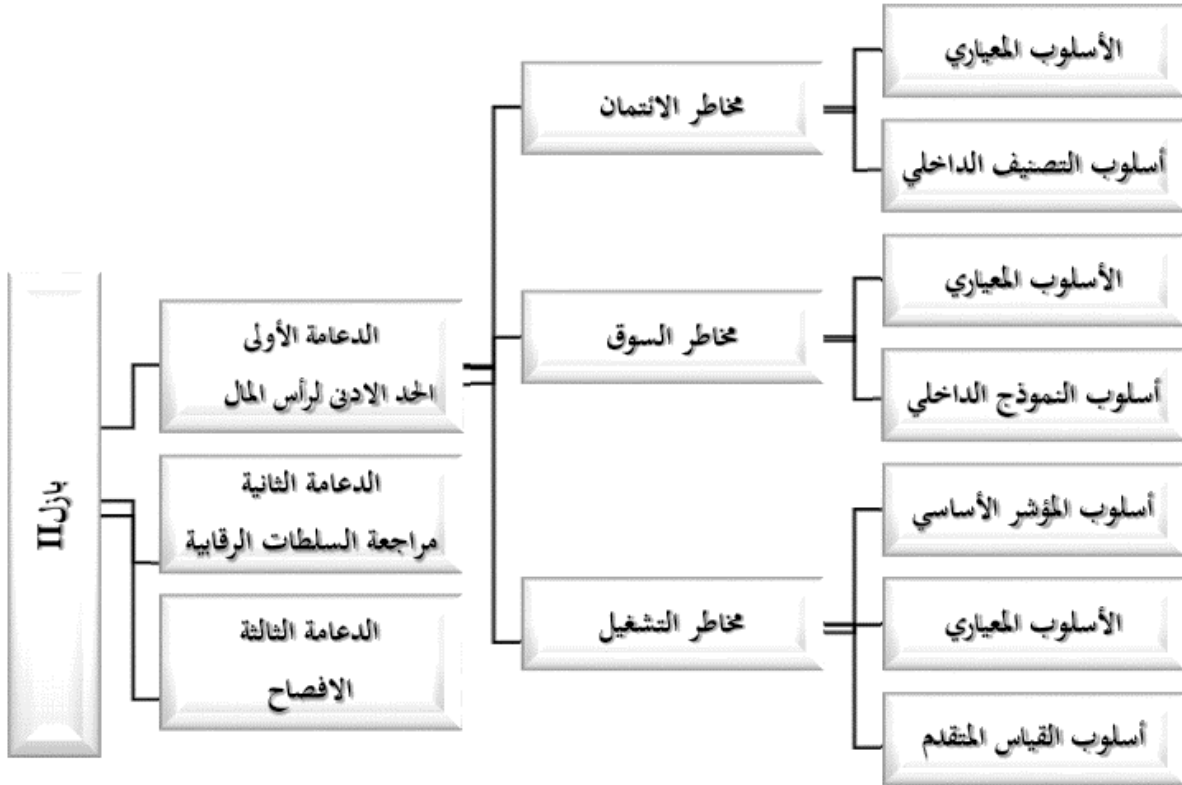 بازل II
الدعامة الأولى
الحد الادنى لرأس المال
الدعامة الثانية
مراجعة السلطات الرقابية
الدعامة الثالثة
الافصاح
مخاطر الائتمان
مخاطر السوق
مخاطر التشغيل
الأسلوب المعياري
أسلوب التصنيف الداخلي
الأسلوب المعياري
أسلوب النموذج الداخلي
أسلوب المؤشر الأساسي
الأسلوب المعياري
أسلوب القياس المتقدم